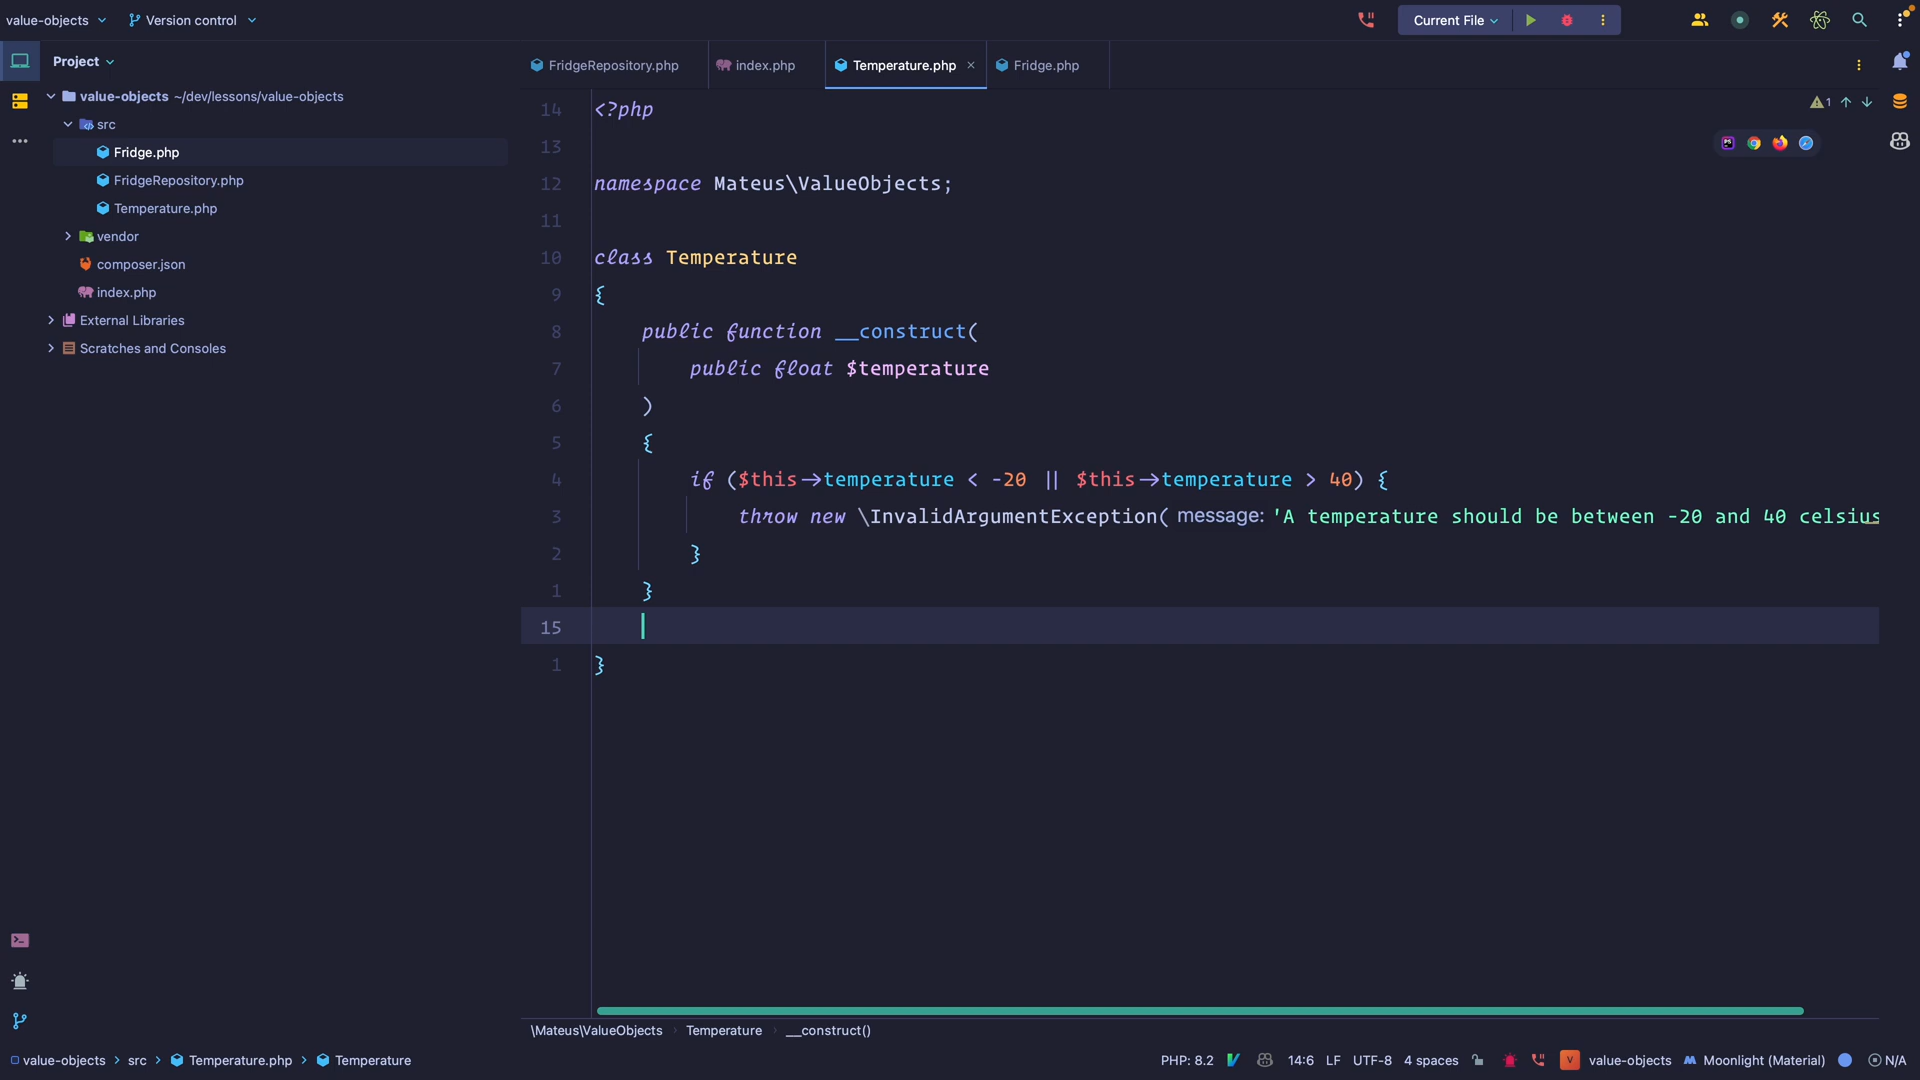 value-objects Version control Current File
Project
FridgeRepository.php index.php Temperature.php × Fridge.php
value-objects ~/dev/lessons/value-objects
src
Fridge.php
FridgeRepository.php
Temperature.php
vendor
composer.json
index.php
External Libraries
Scratches and Consoles
1
PS
14 <?php
13
12 namespace Mateus\ValueObjects;
11
10 class Temperature
9 {
8 public function __construct(
7 public float $temperature
6 )
5 {
4 if ($this->temperature < -20 || $this->temperature > 40) {
3 throw new \InvalidArgumentException( message: 'A temperature should be between -20 and 40 celsius
2 }
1 }
15
1 }
\Mateus\ValueObjects Temperature __construct()
value-objects src Temperature.php Temperature PHP: 8.2 14:6 LF UTF-8 4 spaces V value-objects Moonlight (Material) N/A